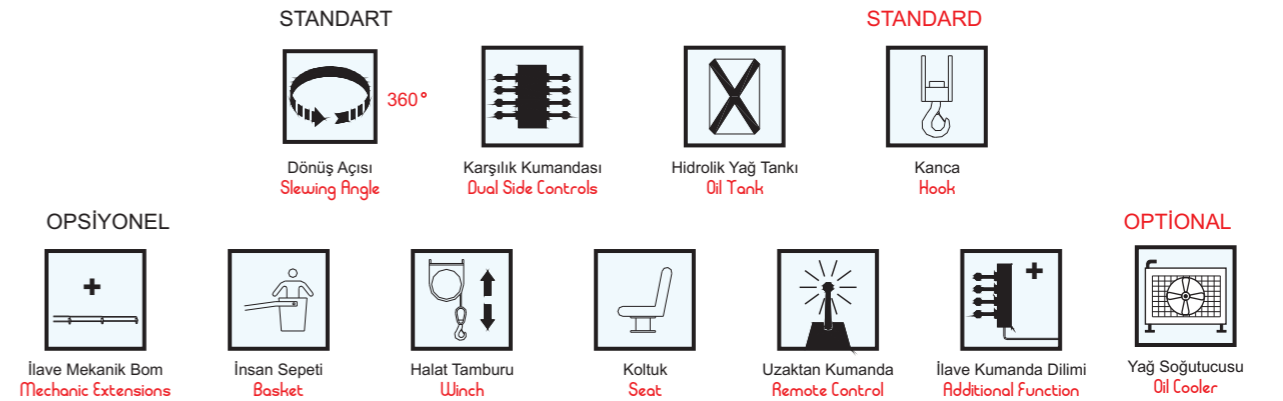 STANDART STANDARD
360°
Dönüş Açısı Karşılık Kumandası Hidrolik Yağ Tankı Kanca
Slewing Angle Dual Side Controls Oil Tank Hook
OPSİYONEL OPTİONAL
İlave Mekanik Bom İnsan Sepeti Halat Tamburu Koltuk Uzaktan Kumanda İlave Kumanda Dilimi Yağ Soğutucusu
Mechanic Extensions Basket Winch Seat Remote Control Additional Function Oil Cooler